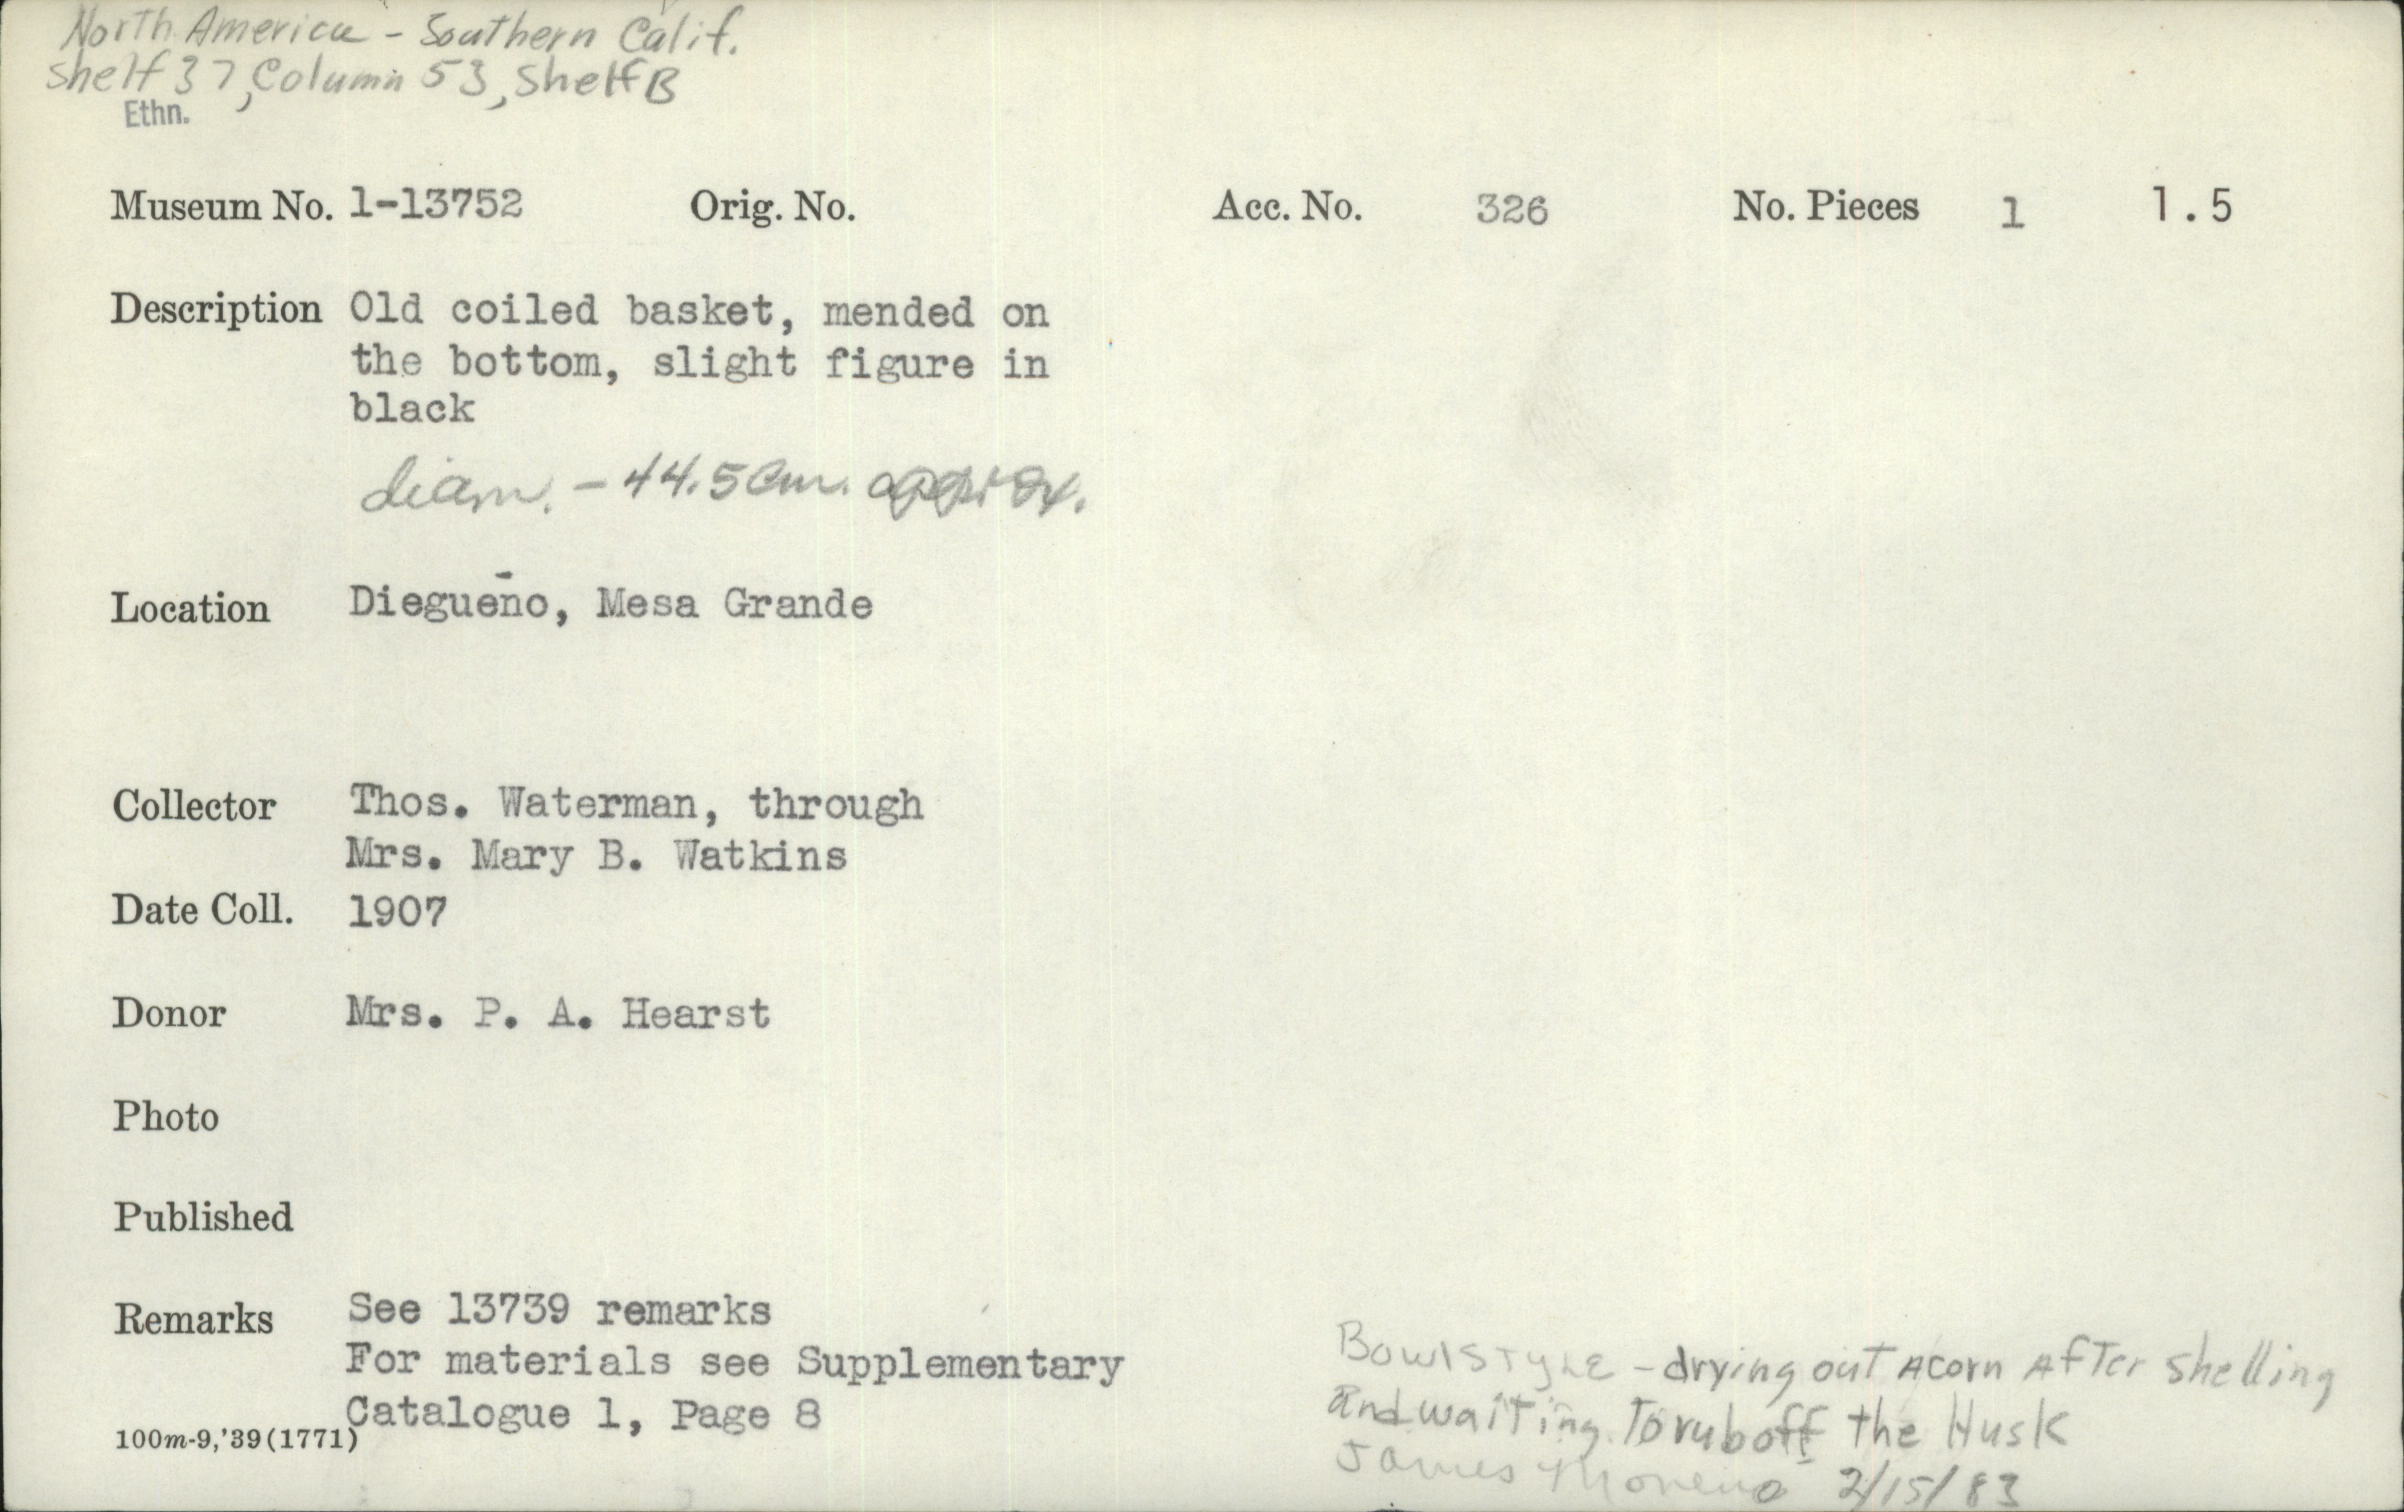 North America - Southern Calif.
Shelf 37, Column 53, Shelf B
Ethn.
Museum No. 1-13752 Orig. No. Acc. No. 326 No. Pieces 1 1.5
Description Old coiled basket, mended on
the bottom, slight figure in
black
diam. - 44.5 cm. approx.
Location Diegueño, Mesa Grande
Collector Thos. Waterman, through
Mrs. Mary B. Watkins
Date Coll. 1907
Donor Mrs. P. A. Hearst
Photo
Published
Remarks See 13739 remarks
For materials see Supplementary
Catalogue 1, Page 8
100m-9,'39(1771)
Bowl STYLE - drying out Acorn AfTer shelling
and waiTing To rub off the Husk
James Moreno 2/15/83